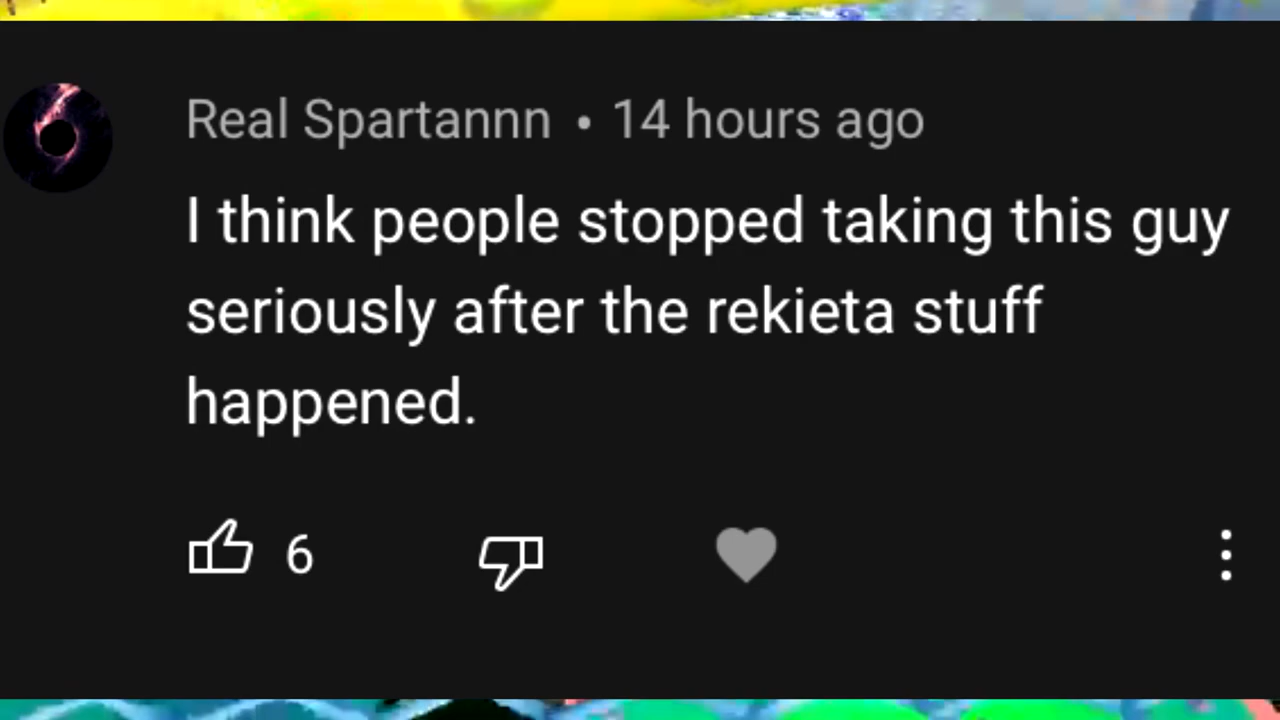 Real Spartannn • 14 hours ago
I think people stopped taking this guy
seriously after the rekieta stuff
happened.
6